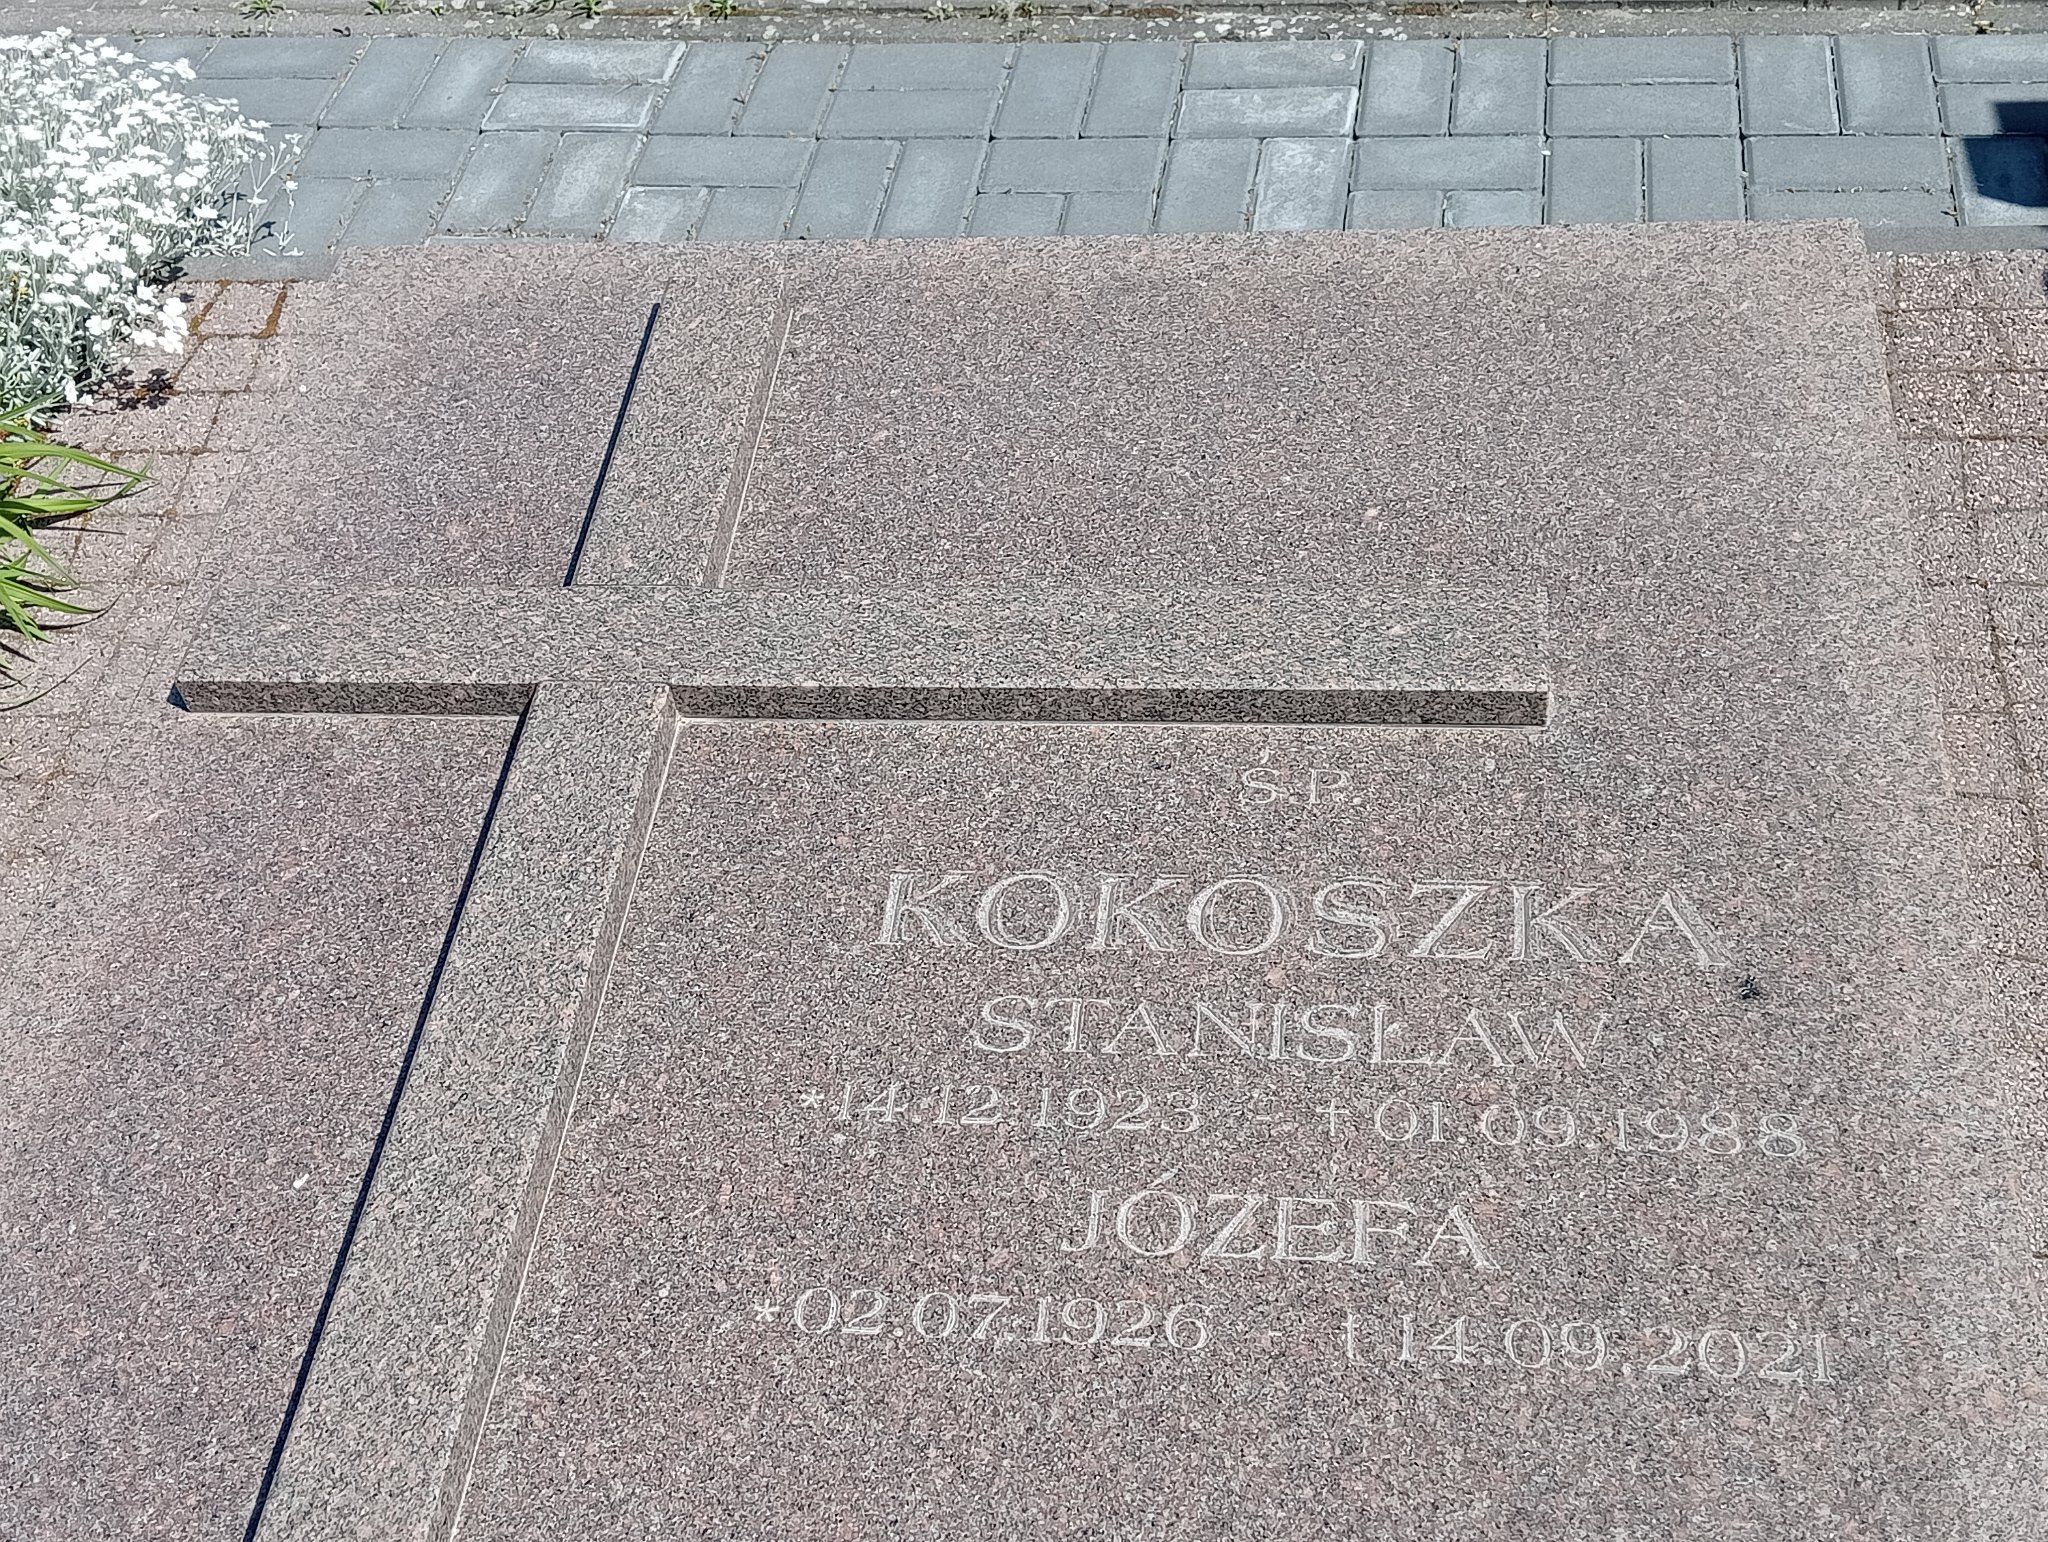 Ś.P.
KOKOSZKA
STANISŁAW
*14.12.1923 - †01.09.1988
JÓZEFA
*02.07.1926 - †14.09.2021